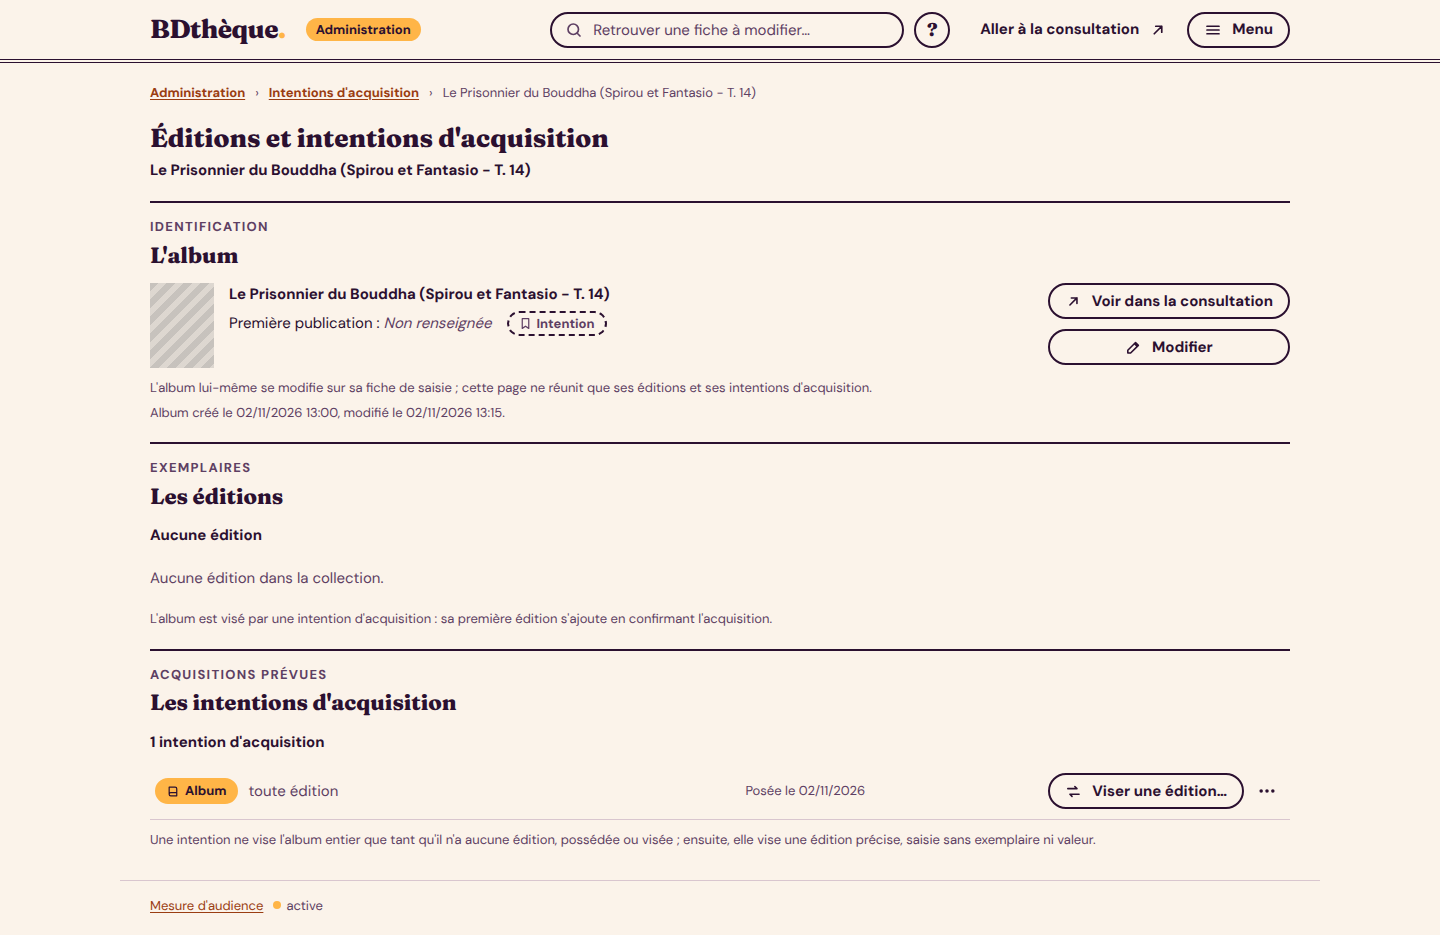 BDthèque.
Administration
Retrouver une fiche à modifier...
?
Aller à la consultation
Menu
Administration › Intentions d'acquisition › Le Prisonnier du Bouddha (Spirou et Fantasio - T. 14)
Éditions et intentions d'acquisition
Le Prisonnier du Bouddha (Spirou et Fantasio - T. 14)
IDENTIFICATION
L'album
Le Prisonnier du Bouddha (Spirou et Fantasio - T. 14)
Première publication : Non renseignée
Intention
Voir dans la consultation
Modifier
L'album lui-même se modifie sur sa fiche de saisie ; cette page ne réunit que ses éditions et ses intentions d'acquisition.
Album créé le 02/11/2026 13:00, modifié le 02/11/2026 13:15.
EXEMPLAIRES
Les éditions
Aucune édition
Aucune édition dans la collection.
L'album est visé par une intention d'acquisition : sa première édition s'ajoute en confirmant l'acquisition.
ACQUISITIONS PRÉVUES
Les intentions d'acquisition
1 intention d'acquisition
Album
toute édition
Posée le 02/11/2026
Viser une édition...
Une intention ne vise l'album entier que tant qu'il n'a aucune édition, possédée ou visée ; ensuite, elle vise une édition précise, saisie sans exemplaire ni valeur.
Mesure d'audience
active